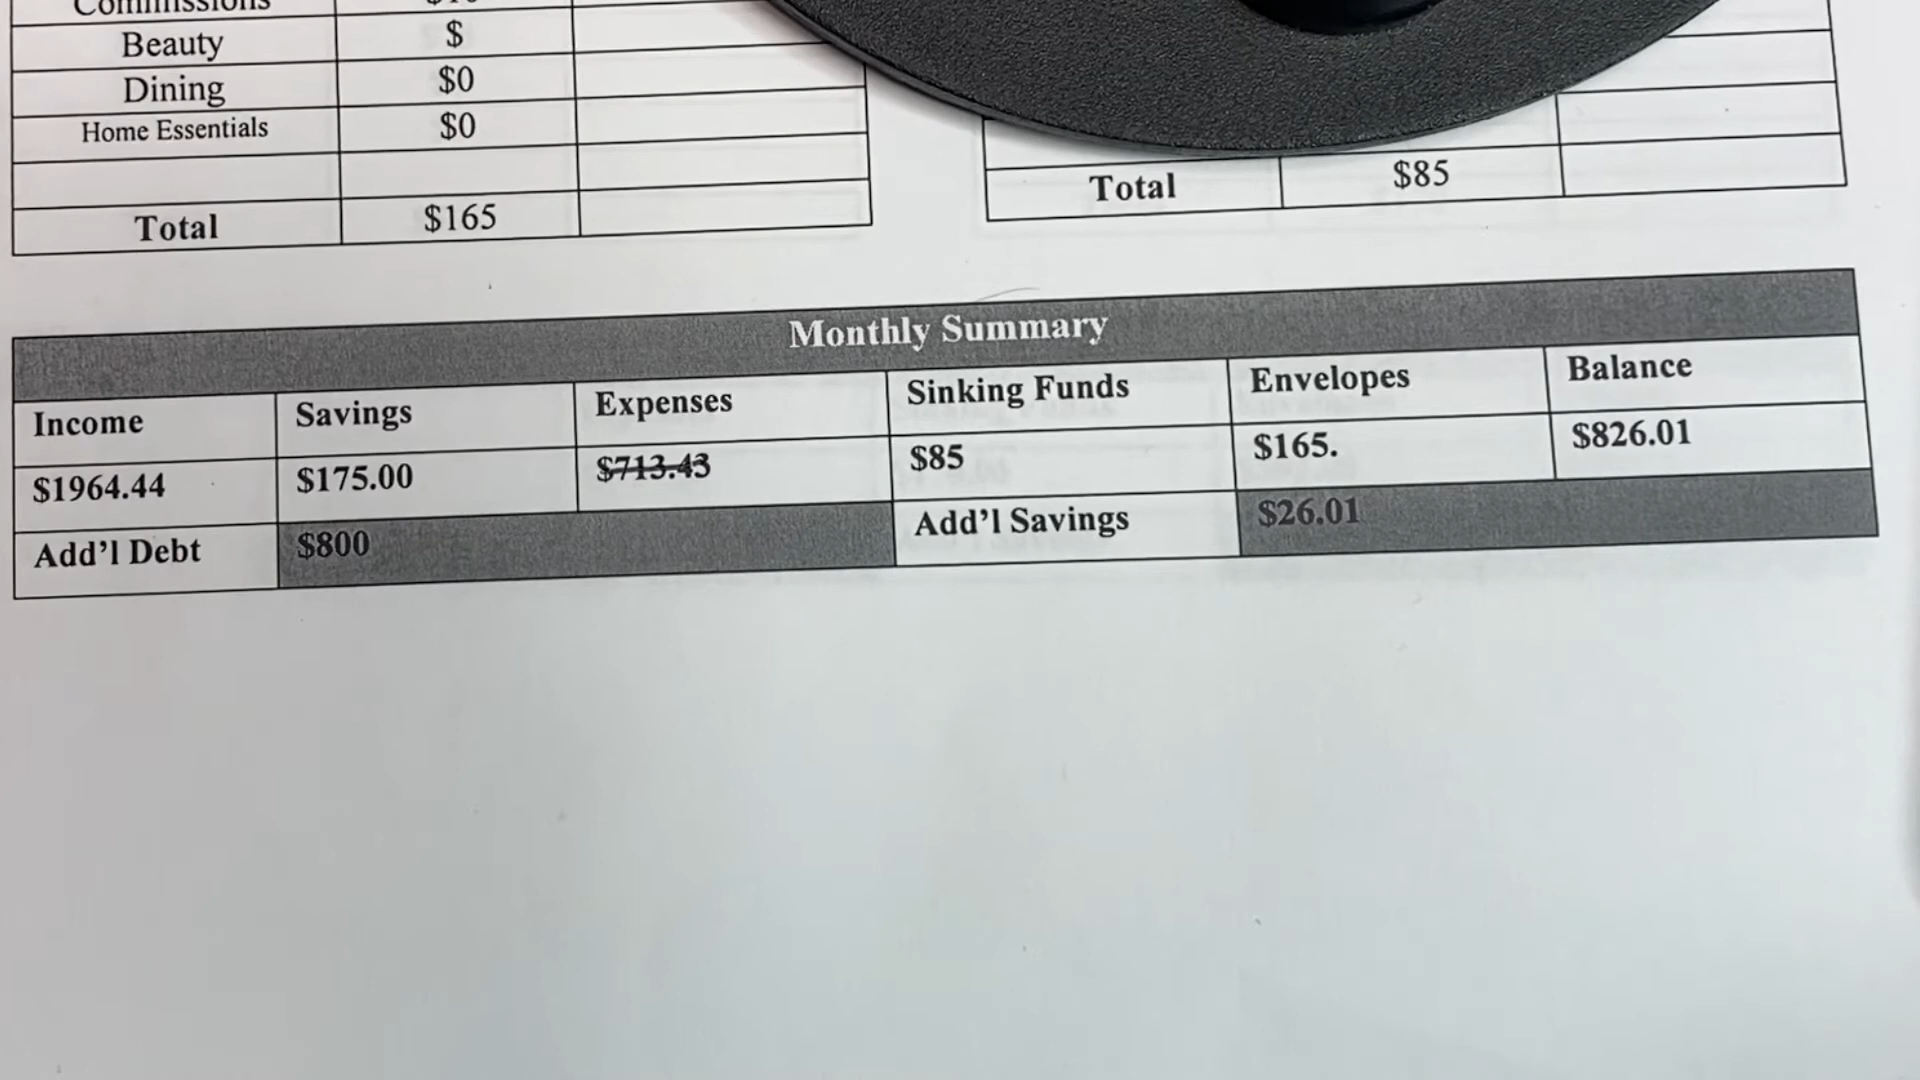 Commissions
Beauty $
Dining $0
Home Essentials $0
Total $165
Total $85
Monthly Summary
Income Savings Expenses Sinking Funds Envelopes Balance
$1964.44 $175.00 $713.43 $85 $165. $826.01
Add'l Debt $800 Add'l Savings $26.01